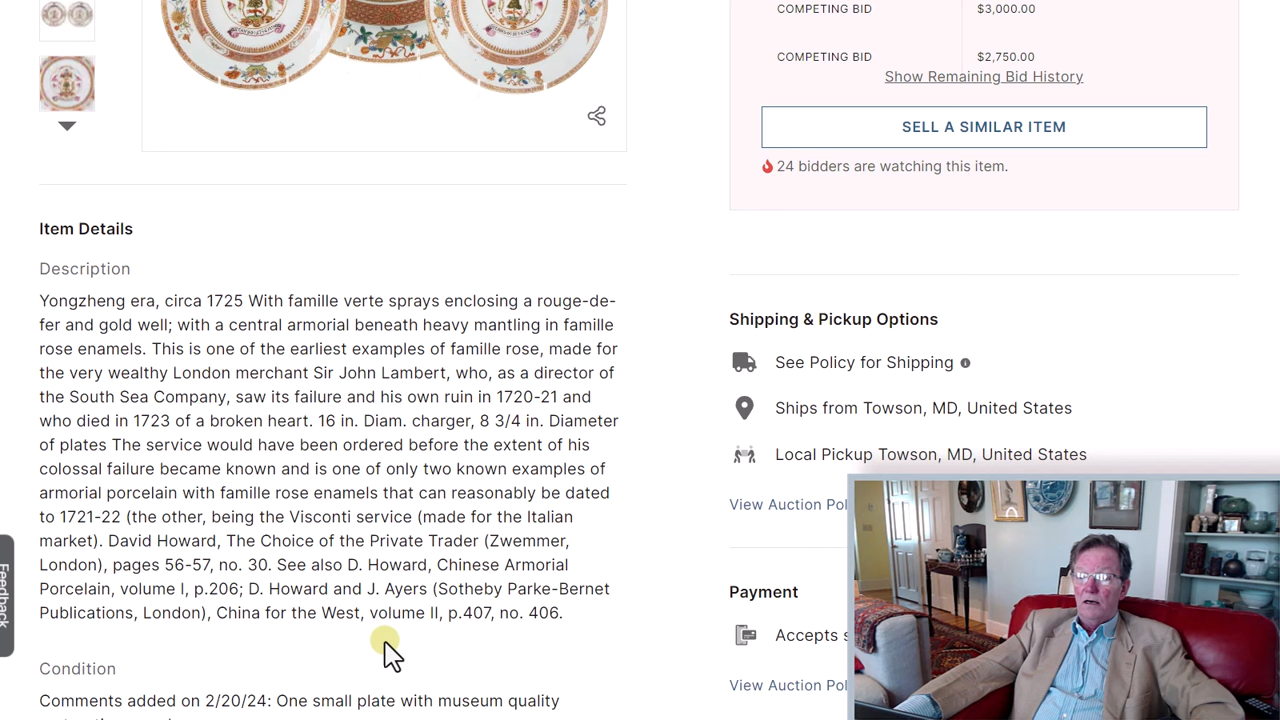 COMPETING BID $3,000.00
COMPETING BID $2,750.00
Show Remaining Bid History
SELL A SIMILAR ITEM
24 bidders are watching this item.
Item Details
Description
Yongzheng era, circa 1725 With famille verte sprays enclosing a rouge-de-
fer and gold well; with a central armorial beneath heavy mantling in famille
rose enamels. This is one of the earliest examples of famille rose, made for
the very wealthy London merchant Sir John Lambert, who, as a director of
the South Sea Company, saw its failure and his own ruin in 1720-21 and
who died in 1723 of a broken heart. 16 in. Diam. charger, 8 3/4 in. Diameter
of plates The service would have been ordered before the extent of his
colossal failure became known and is one of only two known examples of
armorial porcelain with famille rose enamels that can reasonably be dated
to 1721-22 (the other, being the Visconti service (made for the Italian
market). David Howard, The Choice of the Private Trader (Zwemmer,
London), pages 56-57, no. 30. See also D. Howard, Chinese Armorial
Porcelain, volume I, p.206; D. Howard and J. Ayers (Sotheby Parke-Bernet
Publications, London), China for the West, volume II, p.407, no. 406.
Condition
Comments added on 2/20/24: One small plate with museum quality
Shipping & Pickup Options
See Policy for Shipping
Ships from Towson, MD, United States
Local Pickup Towson, MD, United States
View Auction Pol
Payment
Accepts s
View Auction Pol
Feedback